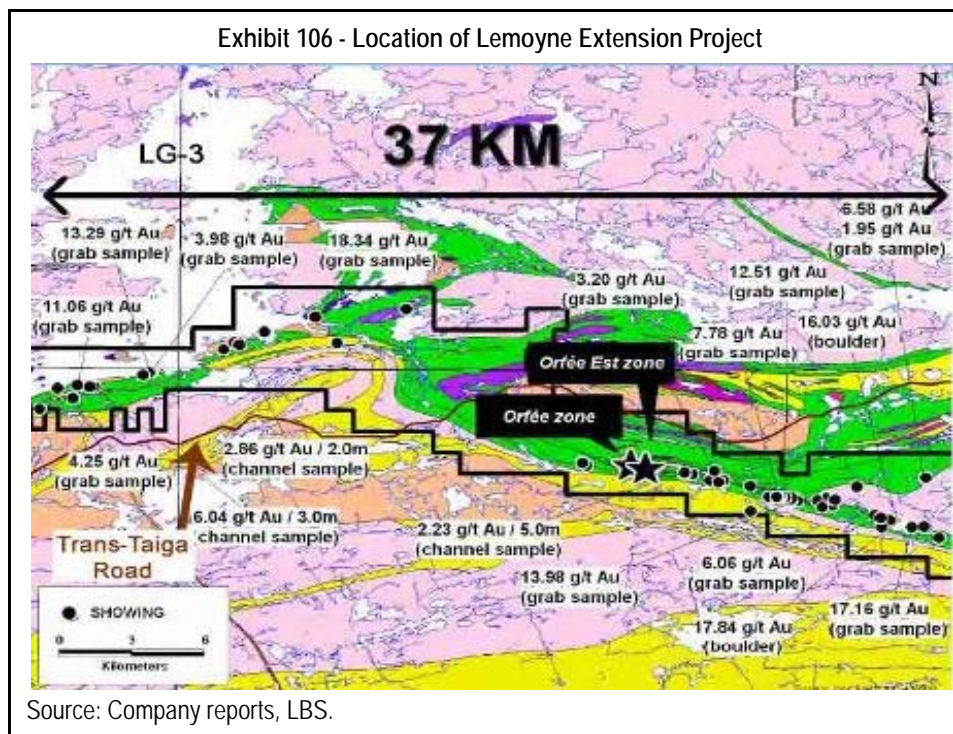 Exhibit 106 - Location of Lemoyne Extension Project
N
37 KM
LG-3
6.58 g/t Au
1.95 g/t Au
(grab sample)
13.29 g/t Au
(grab sample)
3.98 g/t Au
(grab sample)
18.34 g/t Au
(grab sample)
3.20 g/t Au
(grab sample)
12.51 g/t Au
(grab sample)
11.06 g/t Au
(grab sample)
7.78 g/t Au
(grab sample)
16.03 g/t Au
(boulder)
Orfée Est zone
Orfée zone
4.25 g/t Au
(grab sample)
2.86 g/t Au / 2.0m
(channel sample)
6.04 g/t Au / 3.0m
(channel sample)
2.23 g/t Au / 5.0m
(channel sample)
Trans-Taiga
Road
13.98 g/t Au
(grab sample)
6.06 g/t Au
(grab sample)
17.84 g/t Au
(boulder)
17.16 g/t Au
(grab sample)
SHOWING
0 3 6
Kilometers
Source: Company reports, LBS.